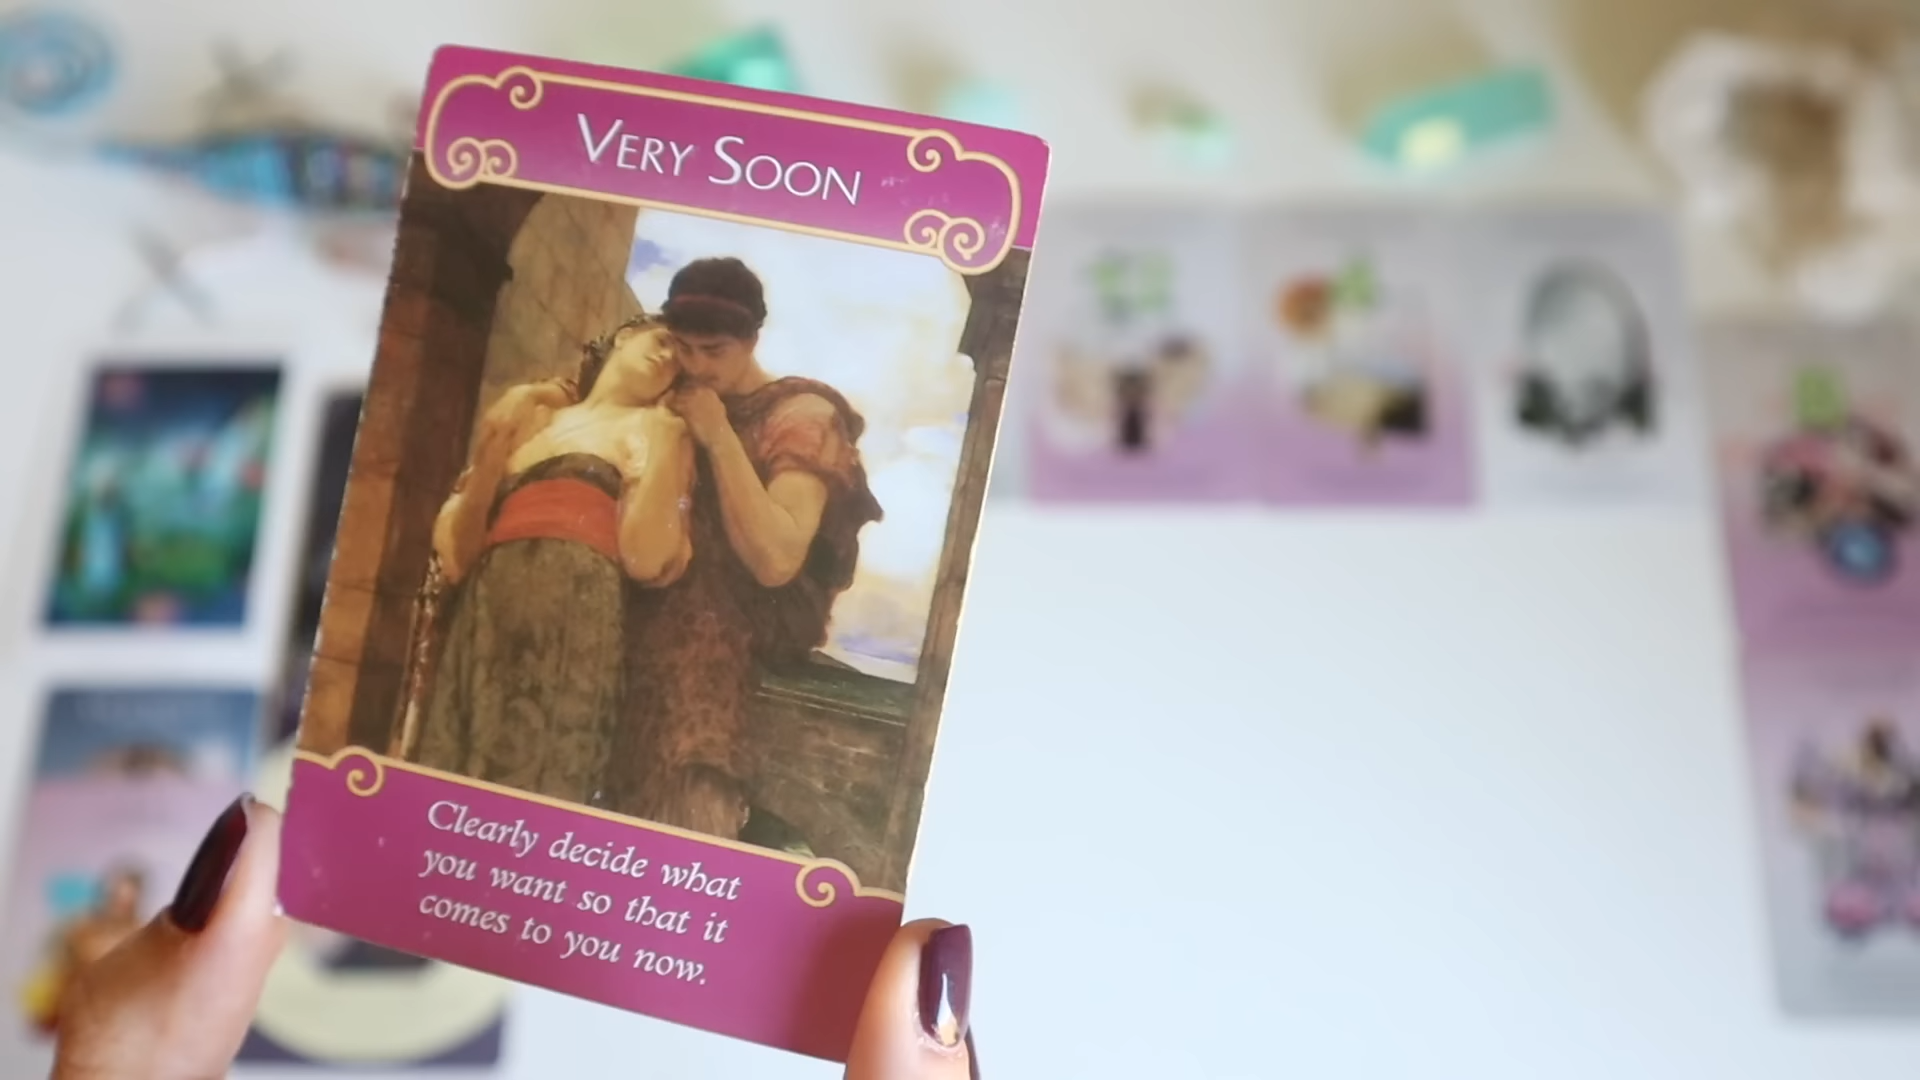 VERY SOON
Clearly decide what
you want so that it
comes to you now.